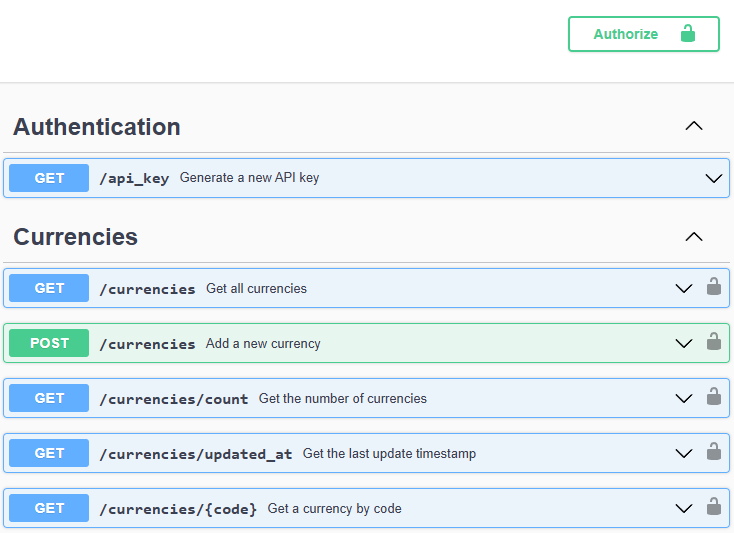 Authorize
Authentication
GET /api_key Generate a new API key
Currencies
GET /currencies Get all currencies
POST /currencies Add a new currency
GET /currencies/count Get the number of currencies
GET /currencies/updated_at Get the last update timestamp
GET /currencies/{code} Get a currency by code